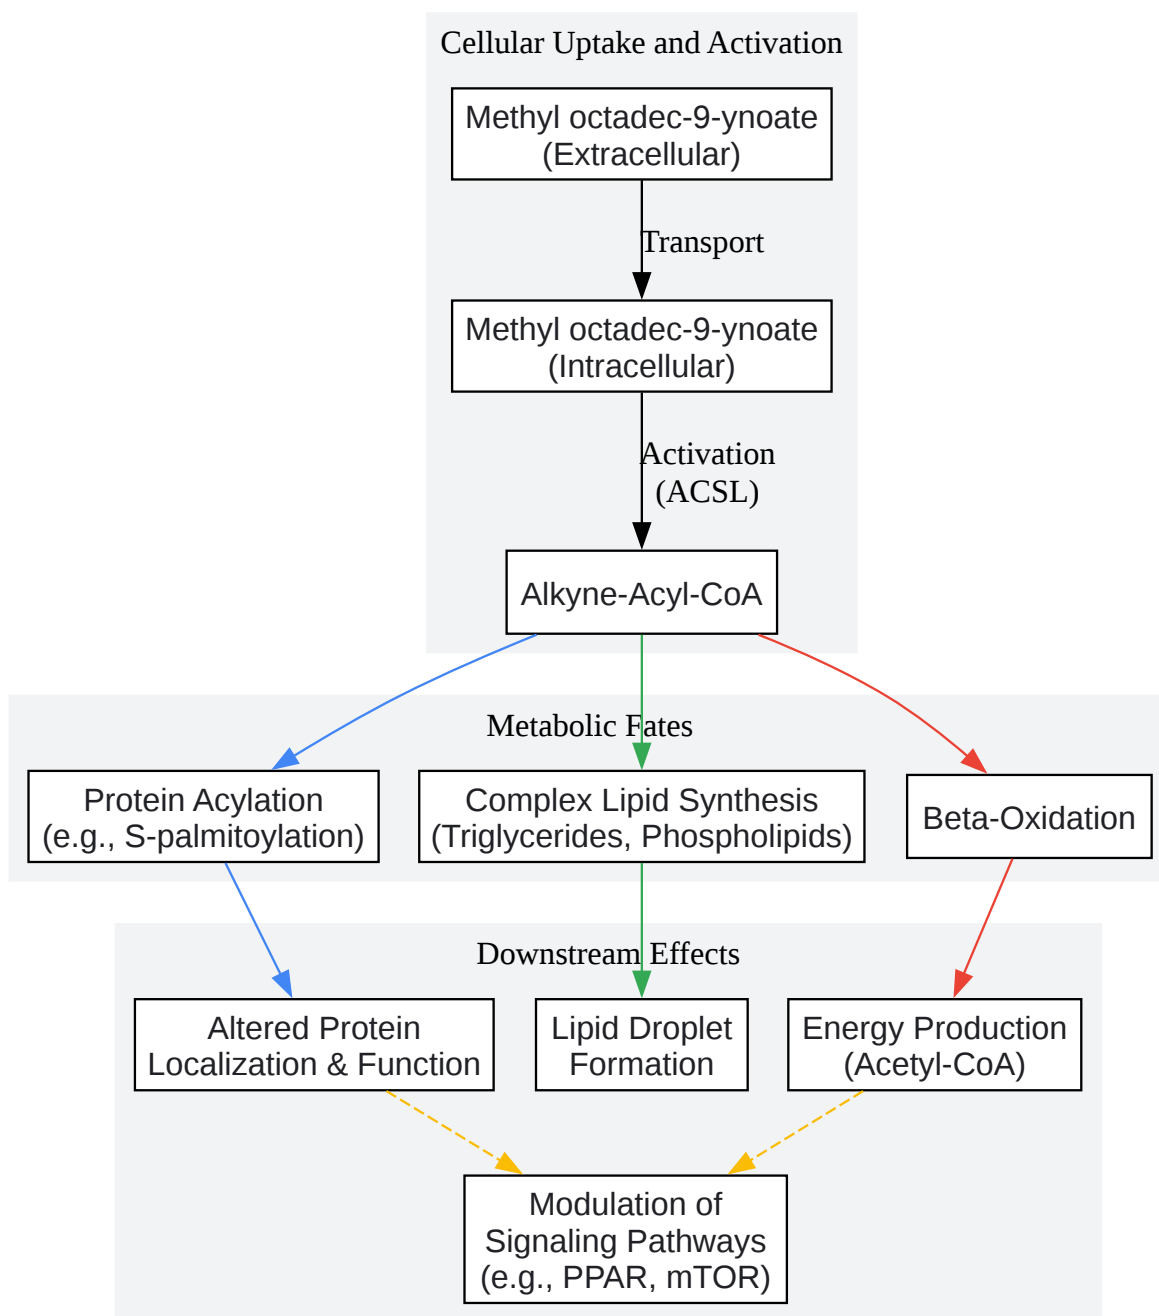 Cellular Uptake and Activation
Methyl octadec-9-ynoate
(Extracellular)
Transport
Methyl octadec-9-ynoate
(Intracellular)
Activation
(ACSL)
Alkyne-Acyl-CoA
Metabolic Fates
Protein Acylation
(e.g., S-palmitoylation)
Complex Lipid Synthesis
(Triglycerides, Phospholipids)
Beta-Oxidation
Downstream Effects
Altered Protein
Localization & Function
Lipid Droplet
Formation
Energy Production
(Acetyl-CoA)
Modulation of
Signaling Pathways
(e.g., PPAR, mTOR)